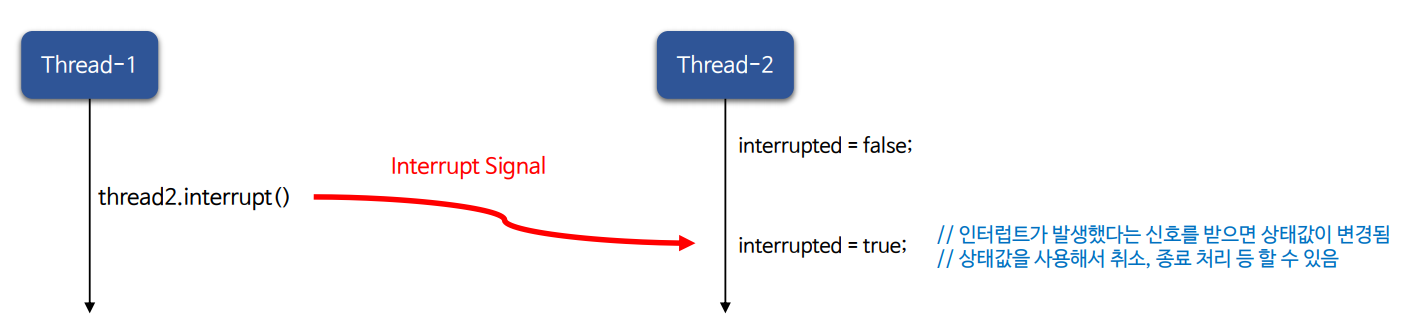 Thread-1
Thread-2
interrupted = false;
Interrupt Signal
thread2.interrupt()
interrupted = true;
// 인터럽트가 발생했다는 신호를 받으면 상태값이 변경됨
// 상태값을 사용해서 취소, 종료 처리 등 할 수 있음